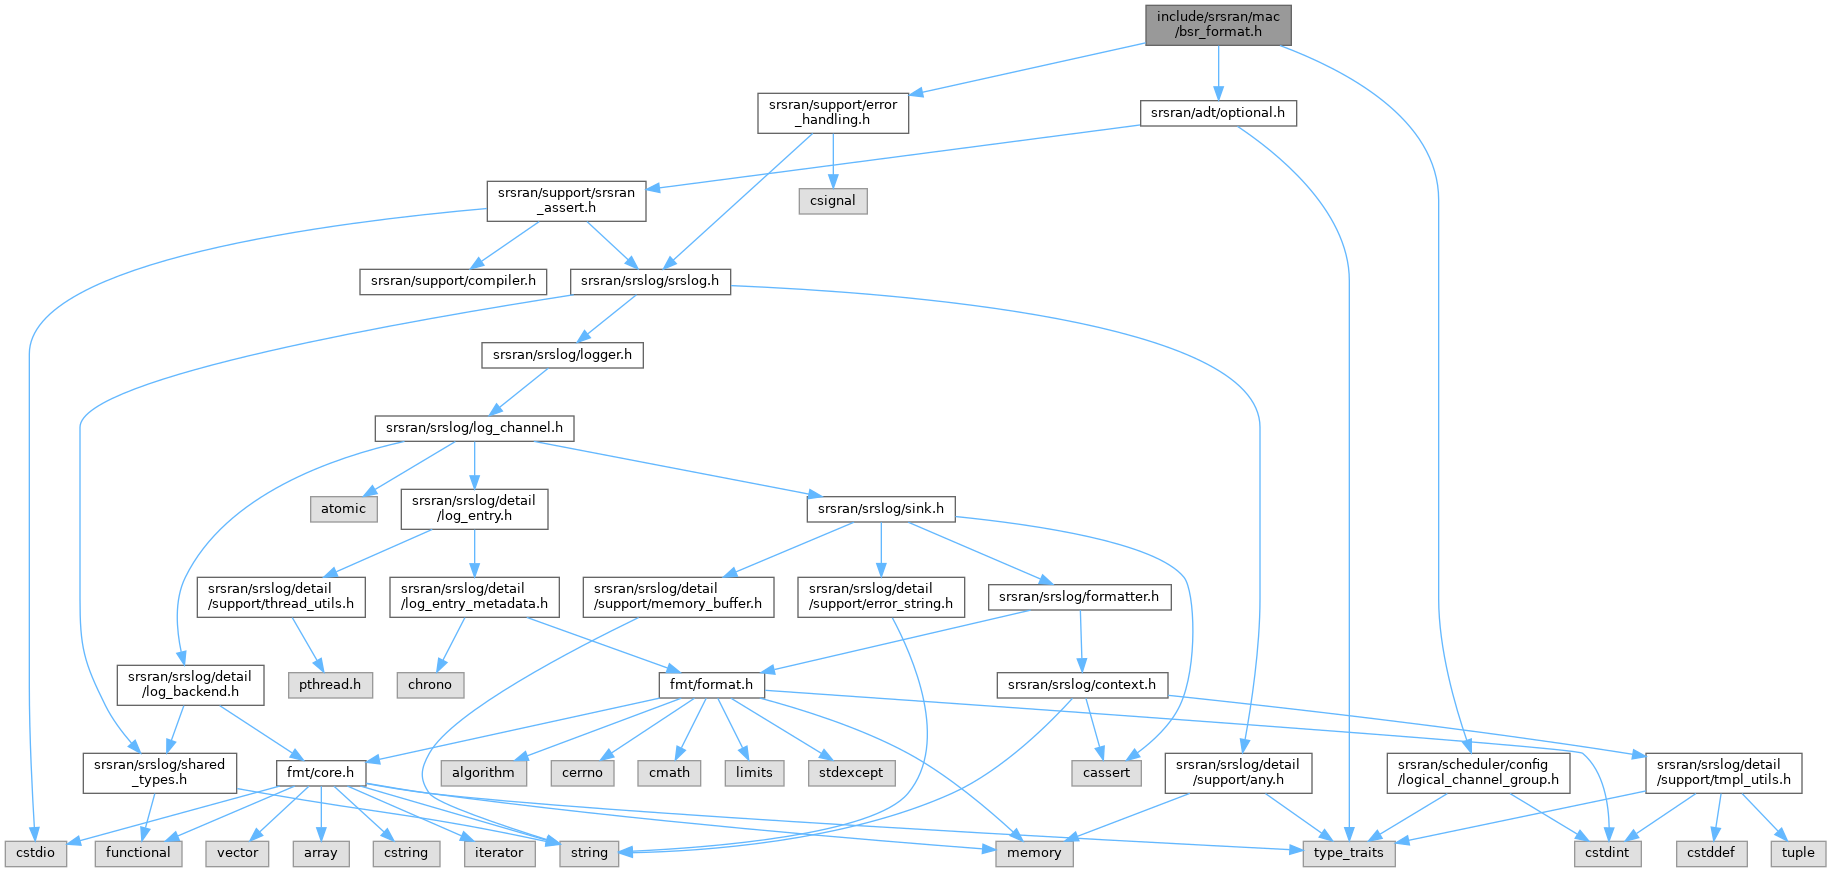 include/srsran/mac
/bsr_format.h
srsran/support/error
_handling.h
srsran/adt/optional.h
srsran/support/srsran
_assert.h
csignal
srsran/support/compiler.h
srsran/srslog/srslog.h
srsran/srslog/logger.h
srsran/srslog/log_channel.h
atomic
srsran/srslog/detail
/log_entry.h
srsran/srslog/sink.h
srsran/srslog/detail
/support/thread_utils.h
srsran/srslog/detail
/log_entry_metadata.h
srsran/srslog/detail
/support/memory_buffer.h
srsran/srslog/detail
/support/error_string.h
srsran/srslog/formatter.h
srsran/srslog/detail
/log_backend.h
pthread.h
chrono
fmt/format.h
srsran/srslog/context.h
srsran/srslog/shared
_types.h
fmt/core.h
algorithm
cerrno
cmath
limits
stdexcept
cassert
srsran/srslog/detail
/support/any.h
srsran/scheduler/config
/logical_channel_group.h
srsran/srslog/detail
/support/tmpl_utils.h
cstdio
functional
vector
array
cstring
iterator
string
memory
type_traits
cstdint
cstddef
tuple